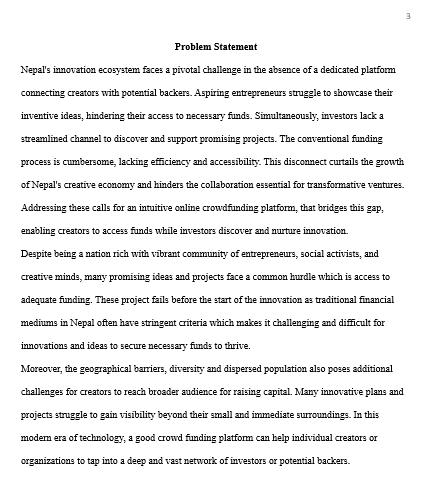 3
Problem Statement
Nepal's innovation ecosystem faces a pivotal challenge in the absence of a dedicated platform
connecting creators with potential backers. Aspiring entrepreneurs struggle to showcase their
inventive ideas, hindering their access to necessary funds. Simultaneously, investors lack a
streamlined channel to discover and support promising projects. The conventional funding
process is cumbersome, lacking efficiency and accessibility. This disconnect curtails the growth
of Nepal's creative economy and hinders the collaboration essential for transformative ventures.
Addressing these calls for an intuitive online crowdfunding platform, that bridges this gap,
enabling creators to access funds while investors discover and nurture innovation.
Despite being a nation rich with vibrant community of entrepreneurs, social activists, and
creative minds, many promising ideas and projects face a common hurdle which is access to
adequate funding. These project fails before the start of the innovation as traditional financial
mediums in Nepal often have stringent criteria which makes it challenging and difficult for
innovations and ideas to secure necessary funds to thrive.
Moreover, the geographical barriers, diversity and dispersed population also poses additional
challenges for creators to reach broader audience for raising capital. Many innovative plans and
projects struggle to gain visibility beyond their small and immediate surroundings. In this
modern era of technology, a good crowd funding platform can help individual creators or
organizations to tap into a deep and vast network of investors or potential backers.